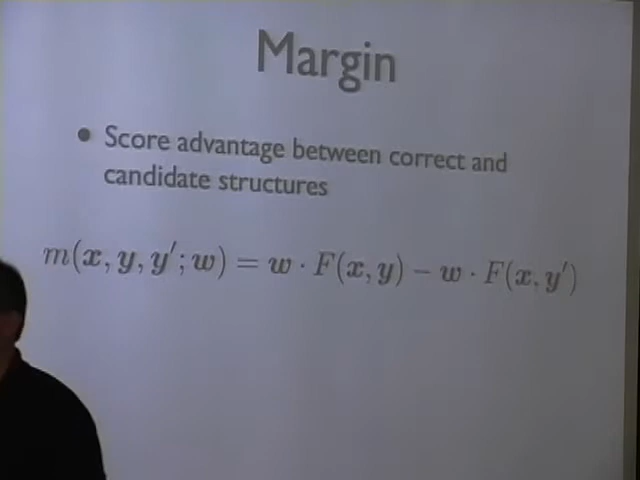 Margin
• Score advantage between correct and
candidate structures
m(x, y, y′; w) = w · F(x, y) − w · F(x, y′)